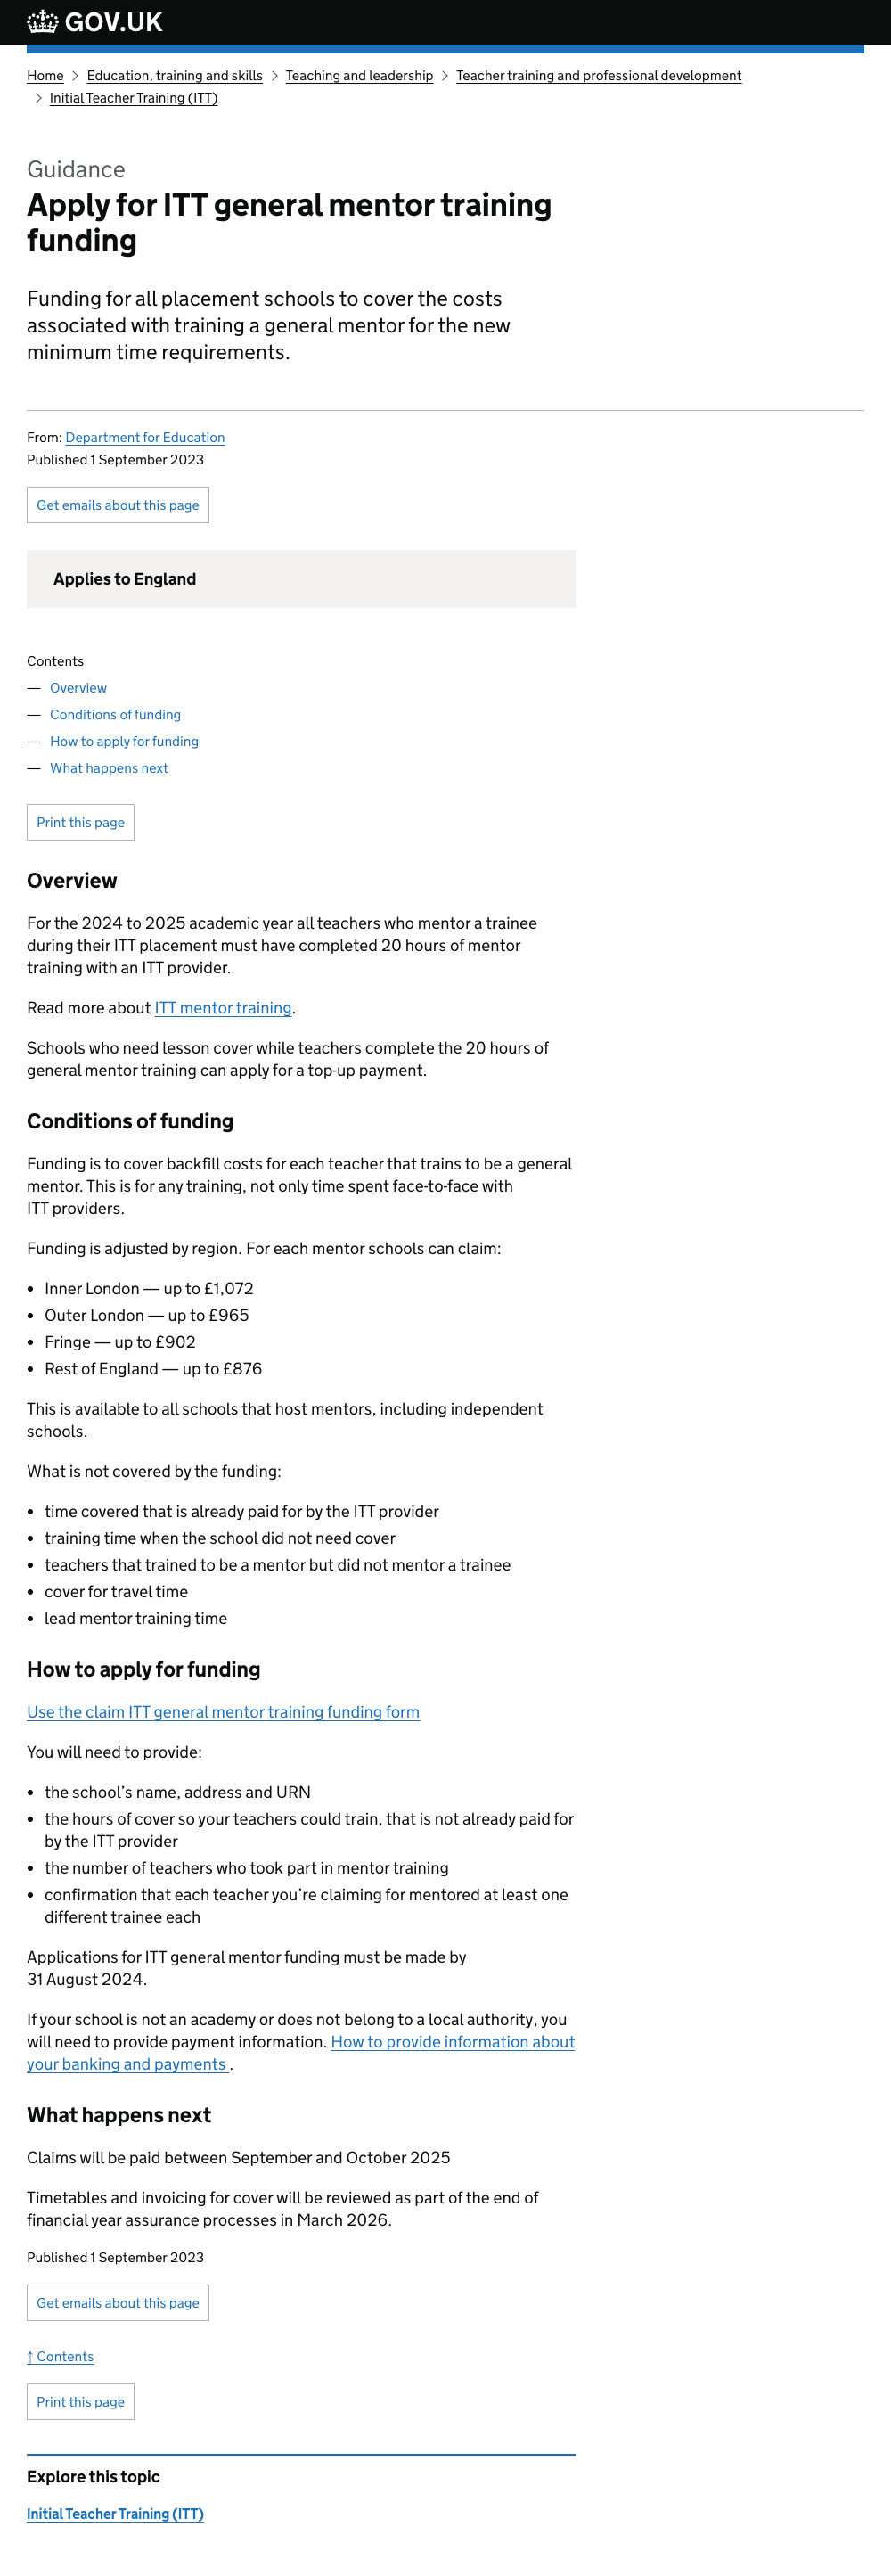 GOV.UK
Home > Education, training and skills > Teaching and leadership > Teacher training and professional development
> Initial Teacher Training (ITT)
Guidance
Apply for ITT general mentor training
funding
Funding for all placement schools to cover the costs
associated with training a general mentor for the new
minimum time requirements.
From: Department for Education
Published 1 September 2023
Get emails about this page
Applies to England
Contents
— Overview
— Conditions of funding
— How to apply for funding
— What happens next
Print this page
Overview
For the 2024 to 2025 academic year all teachers who mentor a trainee
during their ITT placement must have completed 20 hours of mentor
training with an ITT provider.
Read more about ITT mentor training.
Schools who need lesson cover while teachers complete the 20 hours of
general mentor training can apply for a top-up payment.
Conditions of funding
Funding is to cover backfill costs for each teacher that trains to be a general
mentor. This is for any training, not only time spent face-to-face with
ITT providers.
Funding is adjusted by region. For each mentor schools can claim:
• Inner London — up to £1,072
• Outer London — up to £965
• Fringe — up to £902
• Rest of England — up to £876
This is available to all schools that host mentors, including independent
schools.
What is not covered by the funding:
• time covered that is already paid for by the ITT provider
• training time when the school did not need cover
• teachers that trained to be a mentor but did not mentor a trainee
• cover for travel time
• lead mentor training time
How to apply for funding
Use the claim ITT general mentor training funding form
You will need to provide:
• the school’s name, address and URN
• the hours of cover so your teachers could train, that is not already paid for
by the ITT provider
• the number of teachers who took part in mentor training
• confirmation that each teacher you’re claiming for mentored at least one
different trainee each
Applications for ITT general mentor funding must be made by
31 August 2024.
If your school is not an academy or does not belong to a local authority, you
will need to provide payment information. How to provide information about
your banking and payments .
What happens next
Claims will be paid between September and October 2025
Timetables and invoicing for cover will be reviewed as part of the end of
financial year assurance processes in March 2026.
Published 1 September 2023
Get emails about this page
↑ Contents
Print this page
Explore this topic
Initial Teacher Training (ITT)